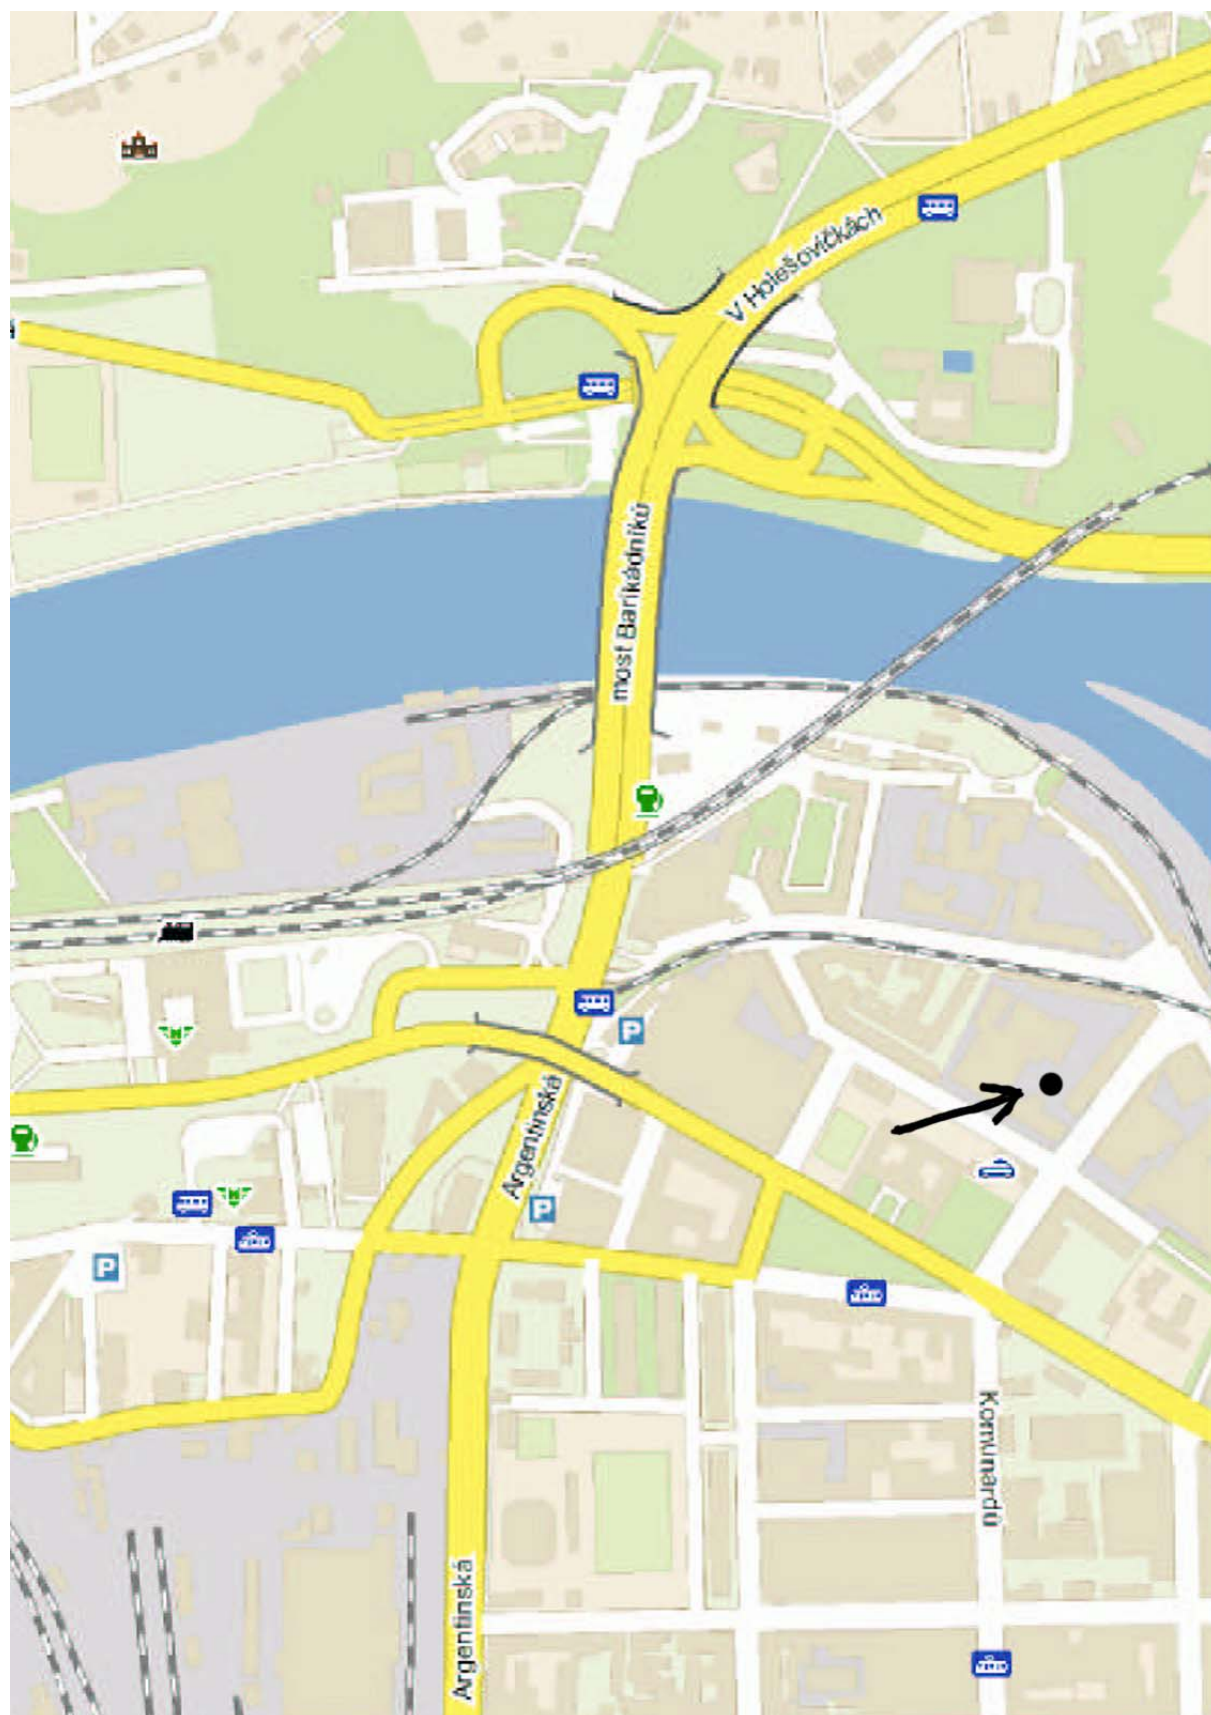 V Holešovičkách
most Barikádníků
P
Argentinská
P
P
Komunardů
Argentinská